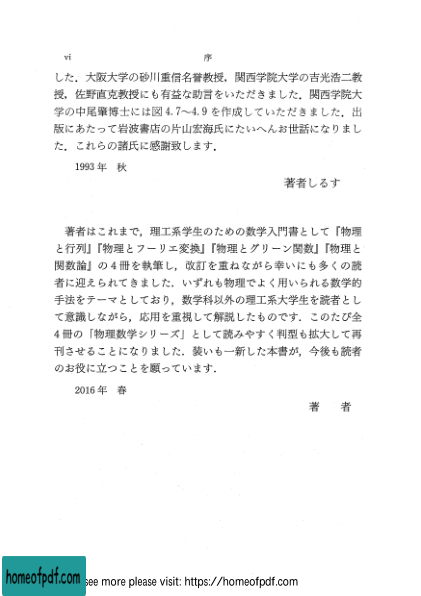 vi 序
した．大阪大学の砂川重信名誉教授，関西学院大学の吉光浩二教
授，佐野直克教授にも有益な助言をいただきました．関西学院大
学の中尾肇博士には図4.7〜4.9を作成していただきました．出
版にあたって岩波書店の片山宏海氏にたいへんお世話になりまし
た．これらの諸氏に感謝致します．
1993年 秋
著者しるす
著者はこれまで，理工系学生のための数学入門書として『物理
と行列』『物理とフーリエ変換』『物理とグリーン関数』『物理と
関数論』の4冊を執筆し，改訂を重ねながら幸いにも多くの読
者に迎えられてきました．いずれも物理でよく用いられる数学的
手法をテーマとしており，数学科以外の理工系大学生を読者とし
て意識しながら，応用を重視して解説したものです．このたび全
4冊の「物理数学シリーズ」として読みやすく判型も拡大して再
刊させることになりました．装いも一新した本書が，今後も読者
のお役に立つことを願っています．
2016年 春
著 者
homeofpdf.com
see more please visit: https://homeofpdf.com